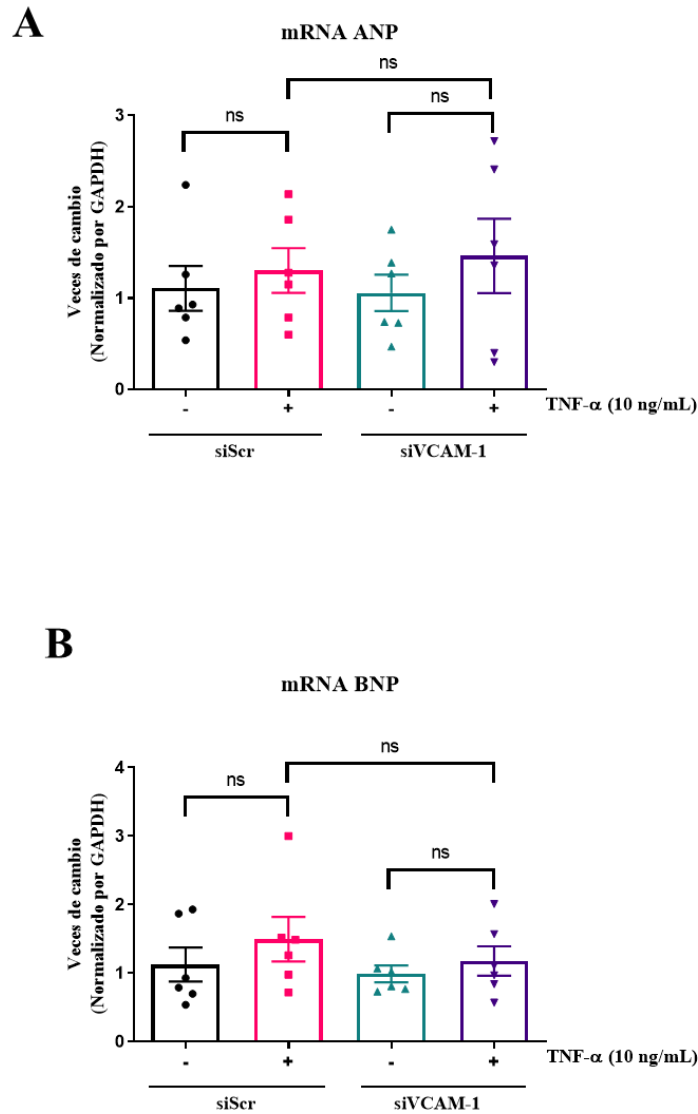 A
mRNA ANP
ns
ns
ns
Veces de cambio
(Normalizado por GAPDH)
3
2
1
0
- + - + TNF-α (10 ng/mL)
siScr siVCAM-1
B
mRNA BNP
ns
ns
ns
Veces de cambio
(Normalizado por GAPDH)
4
3
2
1
0
- + - + TNF-α (10 ng/mL)
siScr siVCAM-1